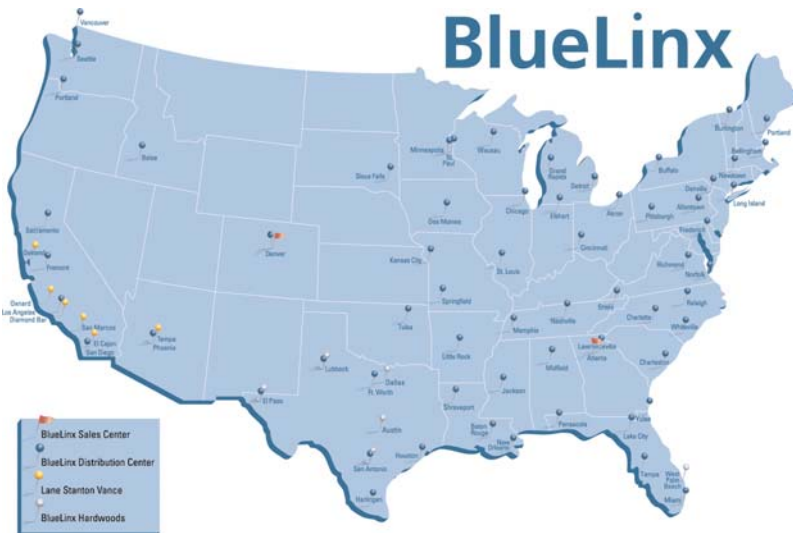 BlueLinx
Vancouver
Seattle
Portland
Boise
Sacramento
Oakland
Fremont
Oxnard
Los Angeles
Diamond Bar
San Marcos
El Cajon
San Diego
Tempe
Phoenix
Denver
Sioux Falls
Minneapolis
St.
Paul
Wausau
Des Moines
Kansas City
Springfield
St. Louis
Chicago
Elkhart
Grand
Rapids
Detroit
Akron
Cincinnati
Buffalo
Pittsburgh
Burlington
Portland
Bellingham
Newtown
Long Island
Denville
Allentown
Frederick
Richmond
Norfolk
Raleigh
Charlotte
Whiteville
Charleston
Nashville
Memphis
Little Rock
Tulsa
Lubbock
El Paso
Dallas
Ft. Worth
Austin
San Antonio
Houston
Harlingen
Shreveport
Jackson
Baton
Rouge
New
Orleans
Pensacola
Midfield
Lawrenceville
Atlanta
Yulee
Lake City
Tampa
West
Palm
Beach
Miami
BlueLinx Sales Center
BlueLinx Distribution Center
Lane Stanton Vance
BlueLinx Hardwoods